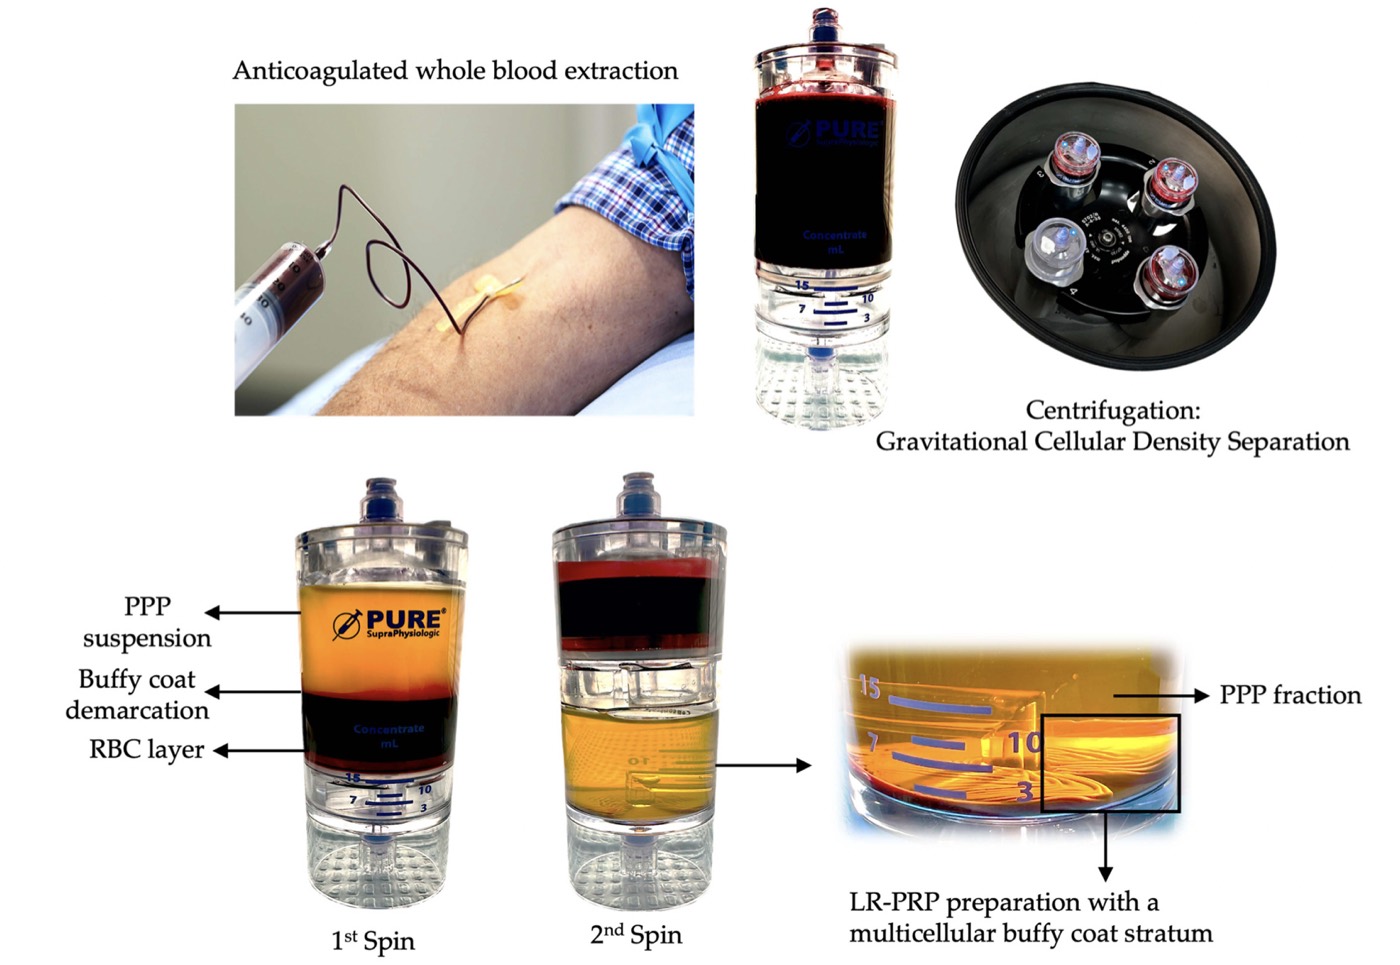 Anticoagulated whole blood extraction
PURE®
SupraPhysiologic
Concentrate
mL
15
10
7
3
Centrifugation:
Gravitational Cellular Density Separation
PPP
suspension
Buffy coat
demarcation
RBC layer
PURE®
SupraPhysiologic
Concentrate
mL
15
10
7
3
1st Spin
10
2nd Spin
15
7
10
3
PPP fraction
LR-PRP preparation with a
multicellular buffy coat stratum